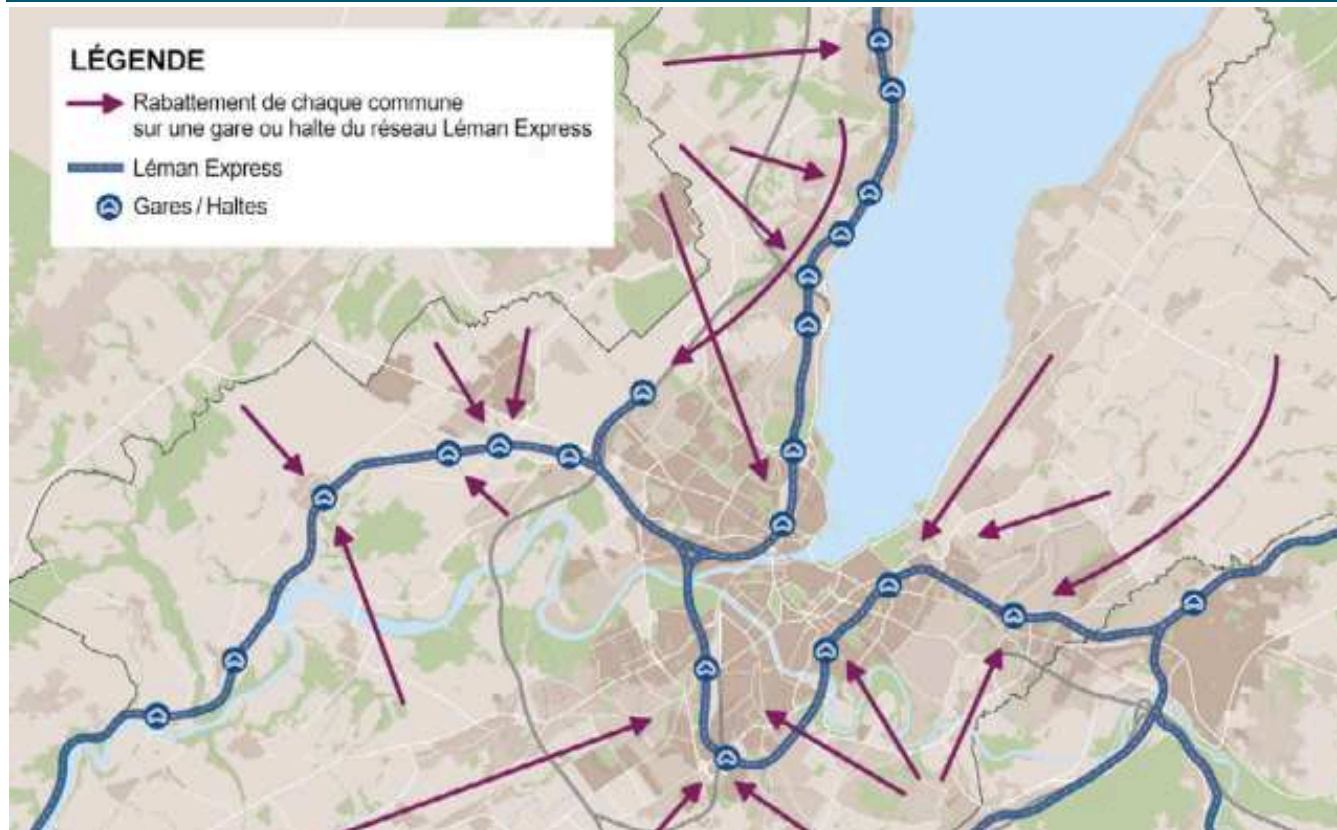 LÉGENDE
Rabattement de chaque commune
sur une gare ou halte du réseau Léman Express
Léman Express
Gares / Haltes